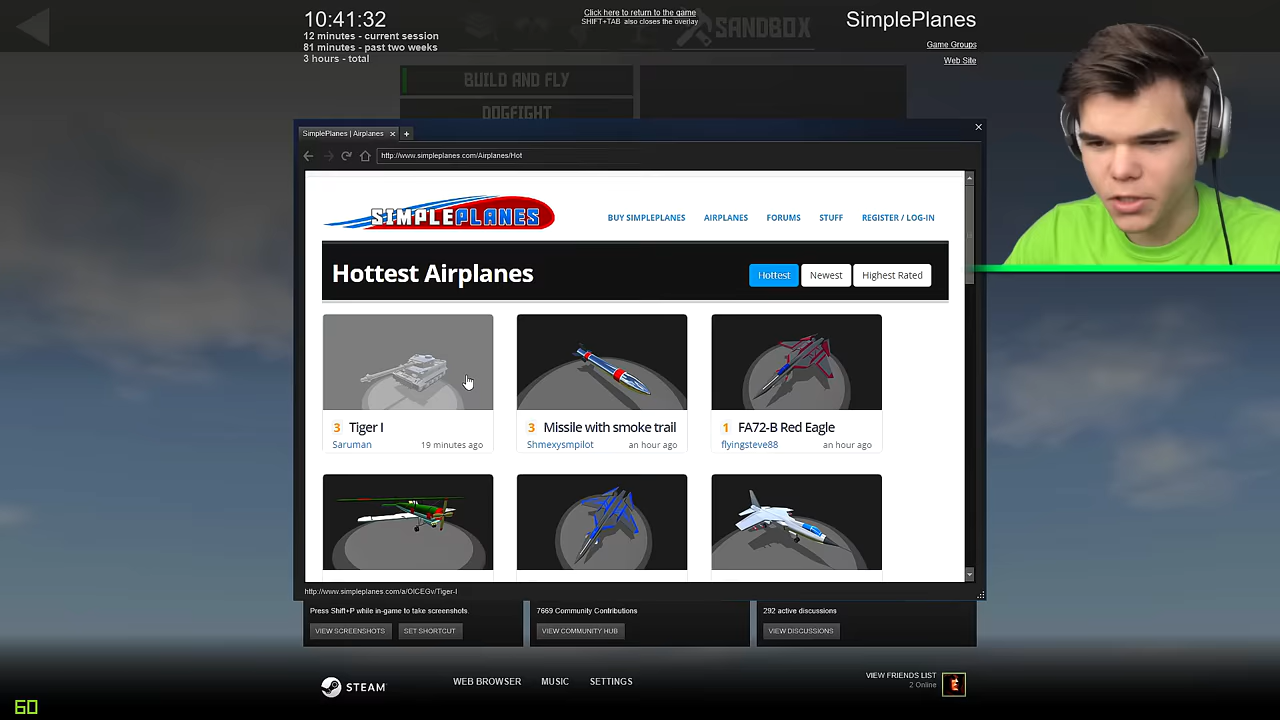 10:41:32
12 minutes - current session
81 minutes - past two weeks
3 hours - total
Click here to return to the game
SHIFT+TAB also closes the overlay
SimplePlanes
Game Groups
Web Site
SANDBOX
BUILD AND FLY
DOGFIGHT
SimplePlanes | Airplanes
http://www.simpleplanes.com/Airplanes/Hot
SIMPLEPLANES
BUY SIMPLEPLANES AIRPLANES FORUMS STUFF REGISTER / LOG-IN
Hottest Airplanes
Hottest Newest Highest Rated
3 Tiger I
Saruman 19 minutes ago
3 Missile with smoke trail
Shmexysmpilot an hour ago
1 FA72-B Red Eagle
flyingsteve88 an hour ago
http://www.simpleplanes.com/a/OICEGv/Tiger-I
Press Shift+P while in-game to take screenshots.
VIEW SCREENSHOTS SET SHORTCUT
7669 Community Contributions
VIEW COMMUNITY HUB
292 active discussions
VIEW DISCUSSIONS
STEAM
WEB BROWSER MUSIC SETTINGS
VIEW FRIENDS LIST
2 Online
60